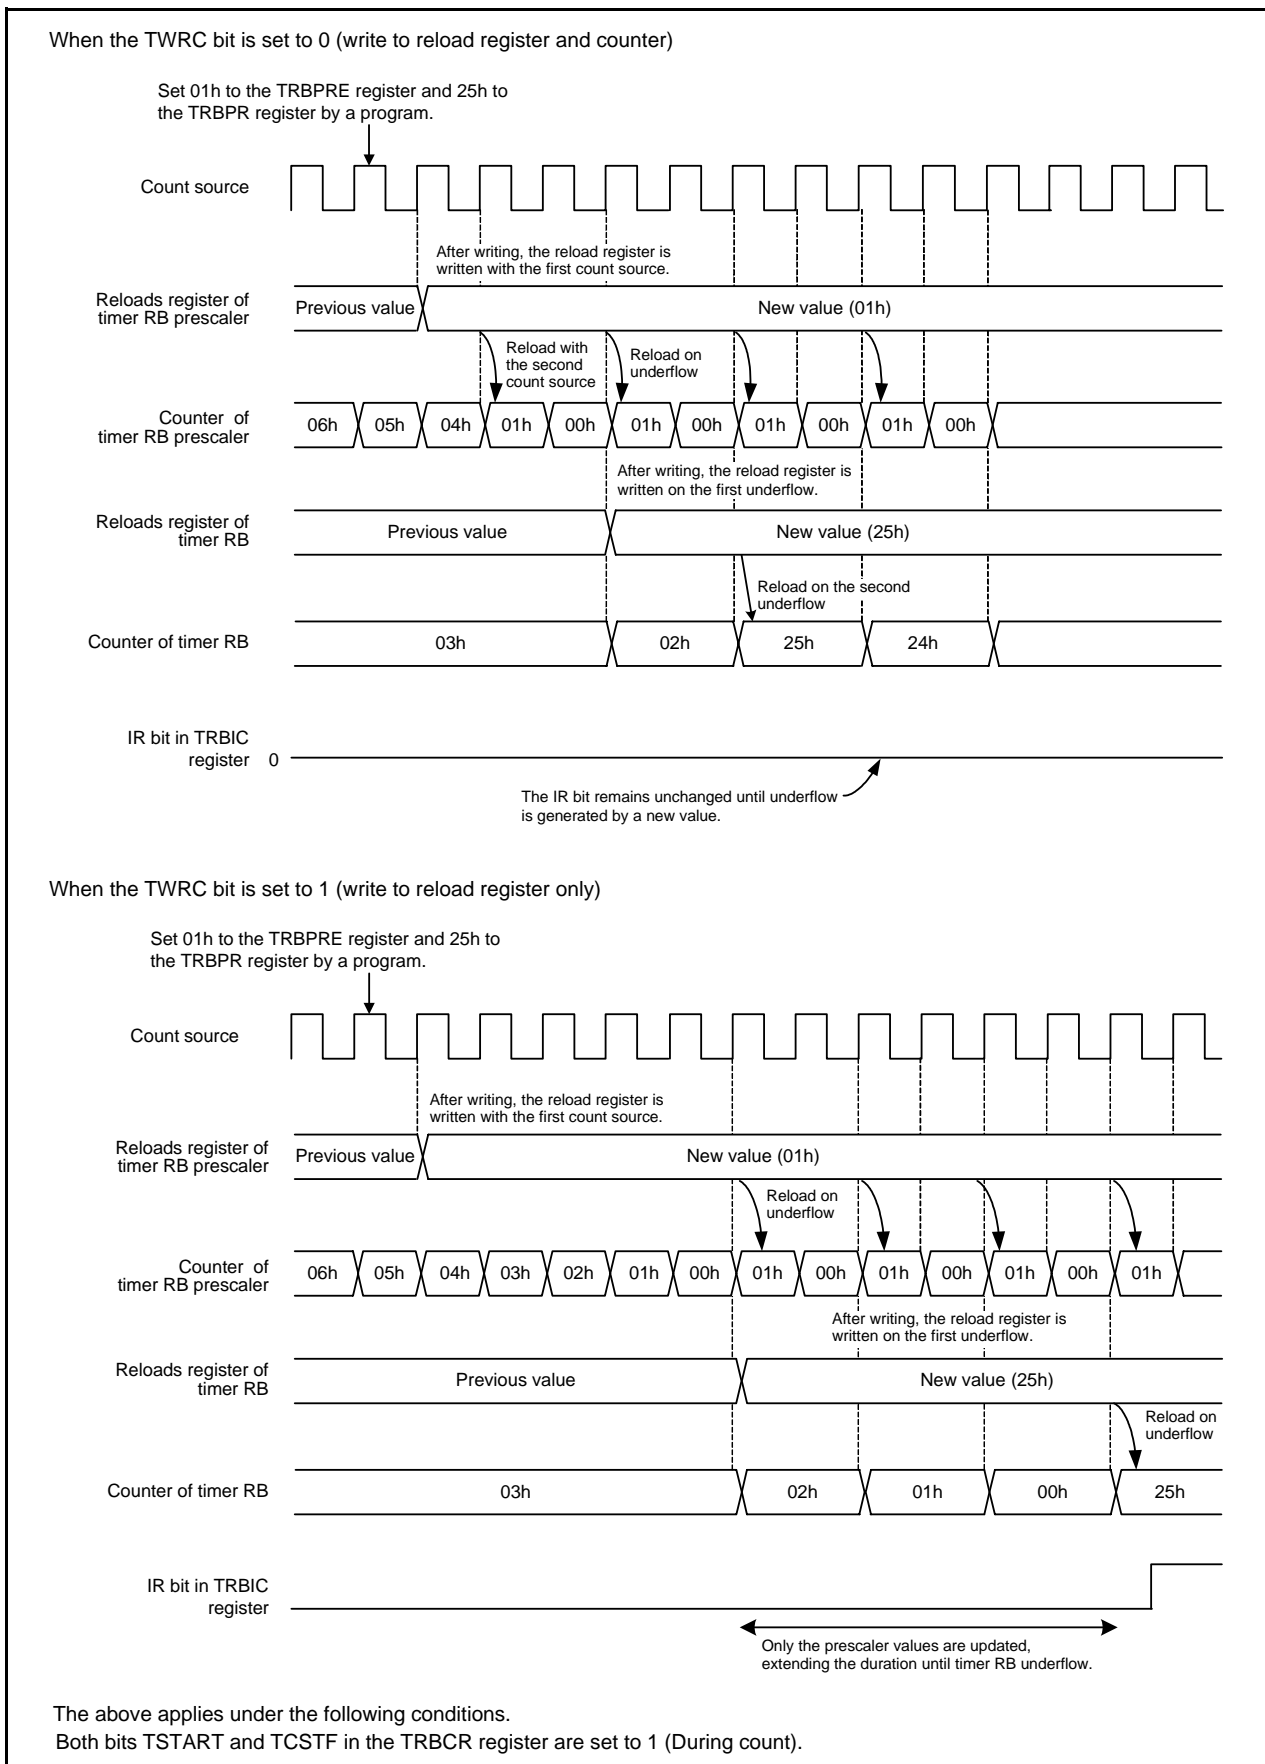 When the TWRC bit is set to 0 (write to reload register and counter)
Set 01h to the TRBPRE register and 25h to
the TRBPR register by a program.
Count source
After writing, the reload register is
written with the first count source.
Reloads register of
timer RB prescaler
Previous value
New value (01h)
Reload with
the second
count source
Reload on
underflow
Counter of
timer RB prescaler
06h 05h 04h 01h 00h 01h 00h 01h 00h 01h 00h
After writing, the reload register is
written on the first underflow.
Reloads register of
timer RB
Previous value
New value (25h)
Reload on the second
underflow
Counter of timer RB
03h 02h 25h 24h
IR bit in TRBIC
register
0
The IR bit remains unchanged until underflow
is generated by a new value.
When the TWRC bit is set to 1 (write to reload register only)
Set 01h to the TRBPRE register and 25h to
the TRBPR register by a program.
Count source
After writing, the reload register is
written with the first count source.
Reloads register of
timer RB prescaler
Previous value
New value (01h)
Reload on
underflow
Counter of
timer RB prescaler
06h 05h 04h 03h 02h 01h 00h 01h 00h 01h 00h 01h 00h 01h
After writing, the reload register is
written on the first underflow.
Reloads register of
timer RB
Previous value
New value (25h)
Reload on
underflow
Counter of timer RB
03h 02h 01h 00h 25h
IR bit in TRBIC
register
Only the prescaler values are updated,
extending the duration until timer RB underflow.
The above applies under the following conditions.
Both bits TSTART and TCSTF in the TRBCR register are set to 1 (During count).